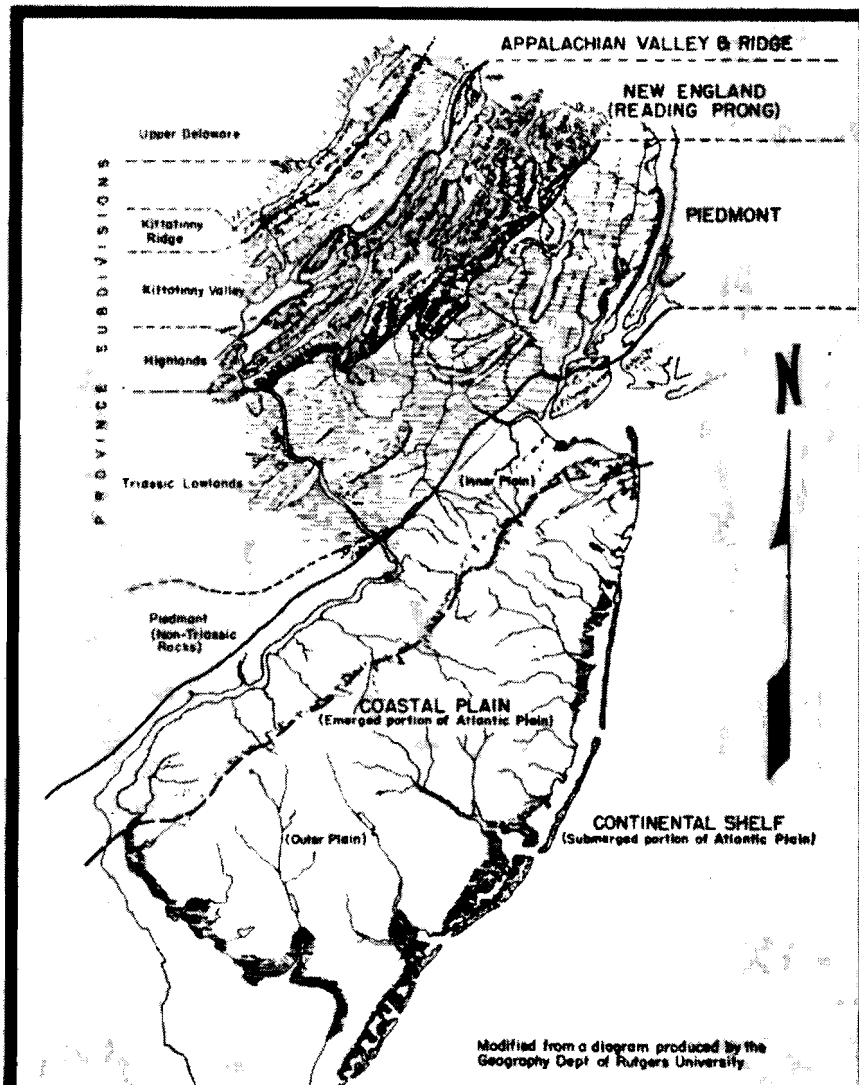 APPALACHIAN VALLEY & RIDGE
NEW ENGLAND
(READING PRONG)
Upper Delaware
PIEDMONT
Kittatinny
Ridge
Kittatinny Valley
PROVINCE SUBDIVISIONS
Highlands
N
Triassic Lowlands
(Inner Plain)
Piedmont
(Non-Triassic
Rocks)
COASTAL PLAIN
(Emerged portion of Atlantic Plain)
CONTINENTAL SHELF
(Submerged portion of Atlantic Plain)
(Outer Plain)
Modified from a diagram produced by the
Geography Dept of Rutgers University